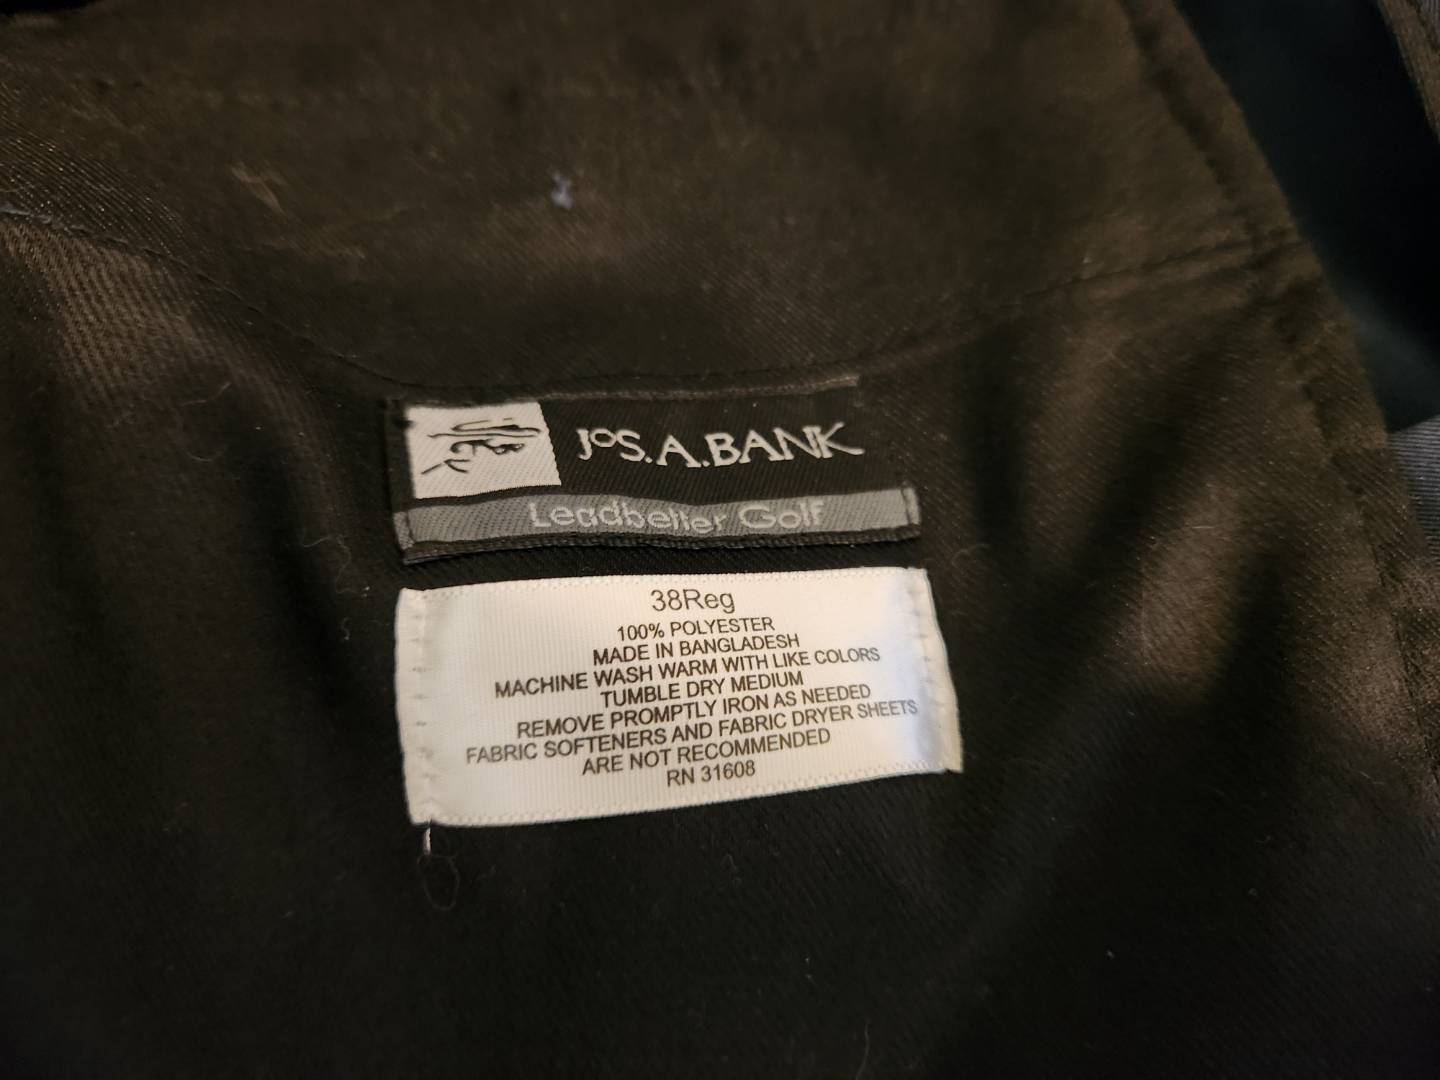 JOS.A.BANK
Leadbetter Golf
38Reg
100% POLYESTER
MADE IN BANGLADESH
MACHINE WASH WARM WITH LIKE COLORS
TUMBLE DRY MEDIUM
REMOVE PROMPTLY IRON AS NEEDED
FABRIC SOFTENERS AND FABRIC DRYER SHEETS
ARE NOT RECOMMENDED
RN 31608